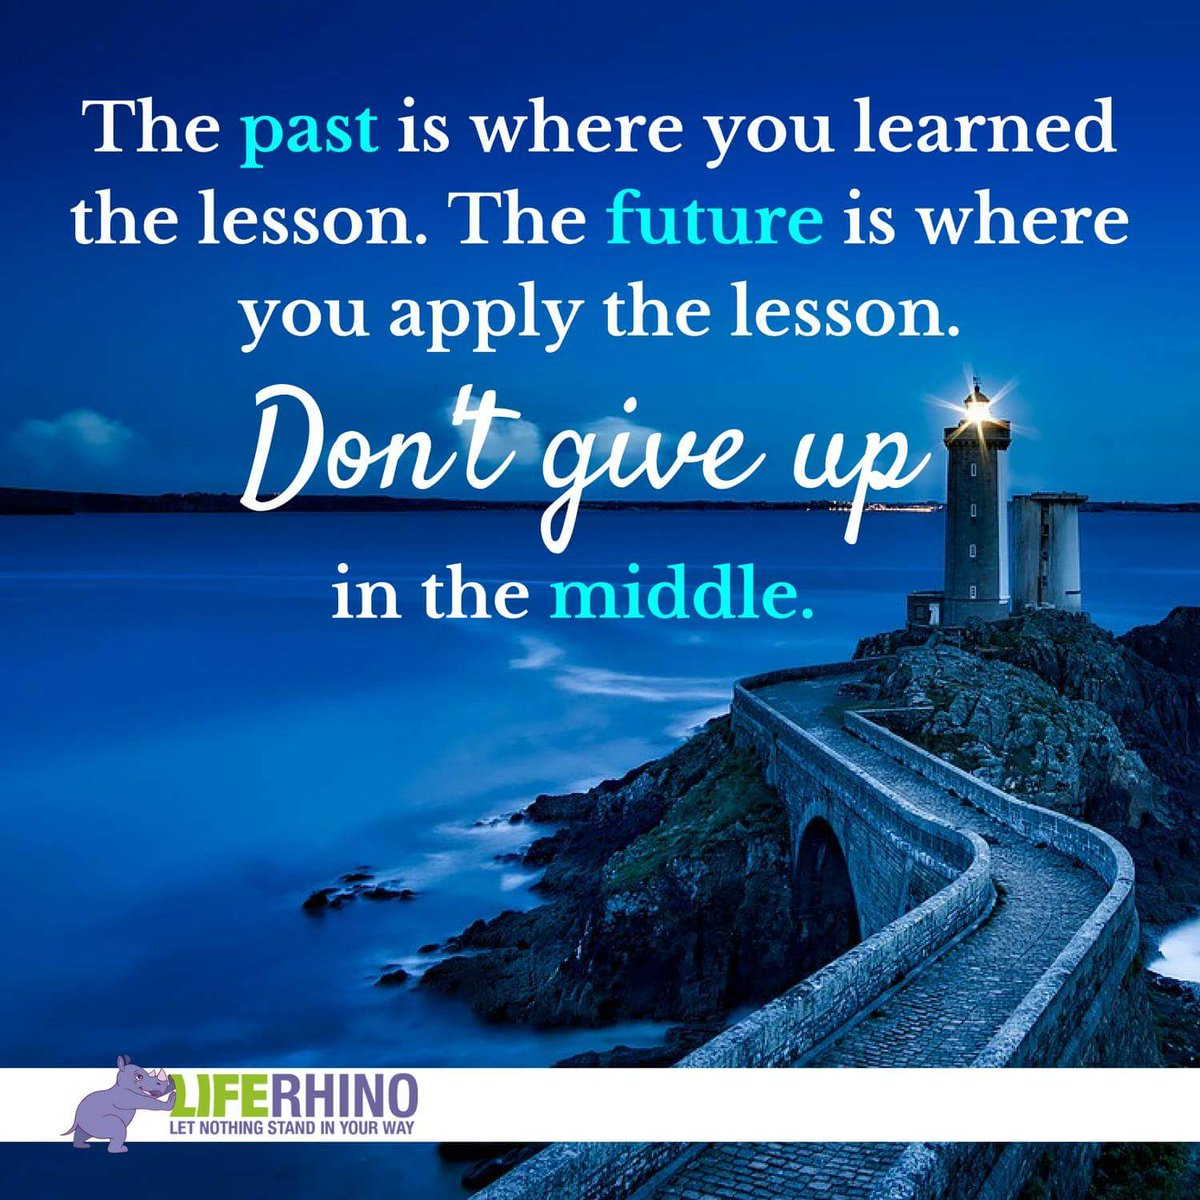 The past is where you learned
the lesson. The future is where
you apply the lesson.
Don't give up
in the middle.
LIFERHINO
LET NOTHING STAND IN YOUR WAY